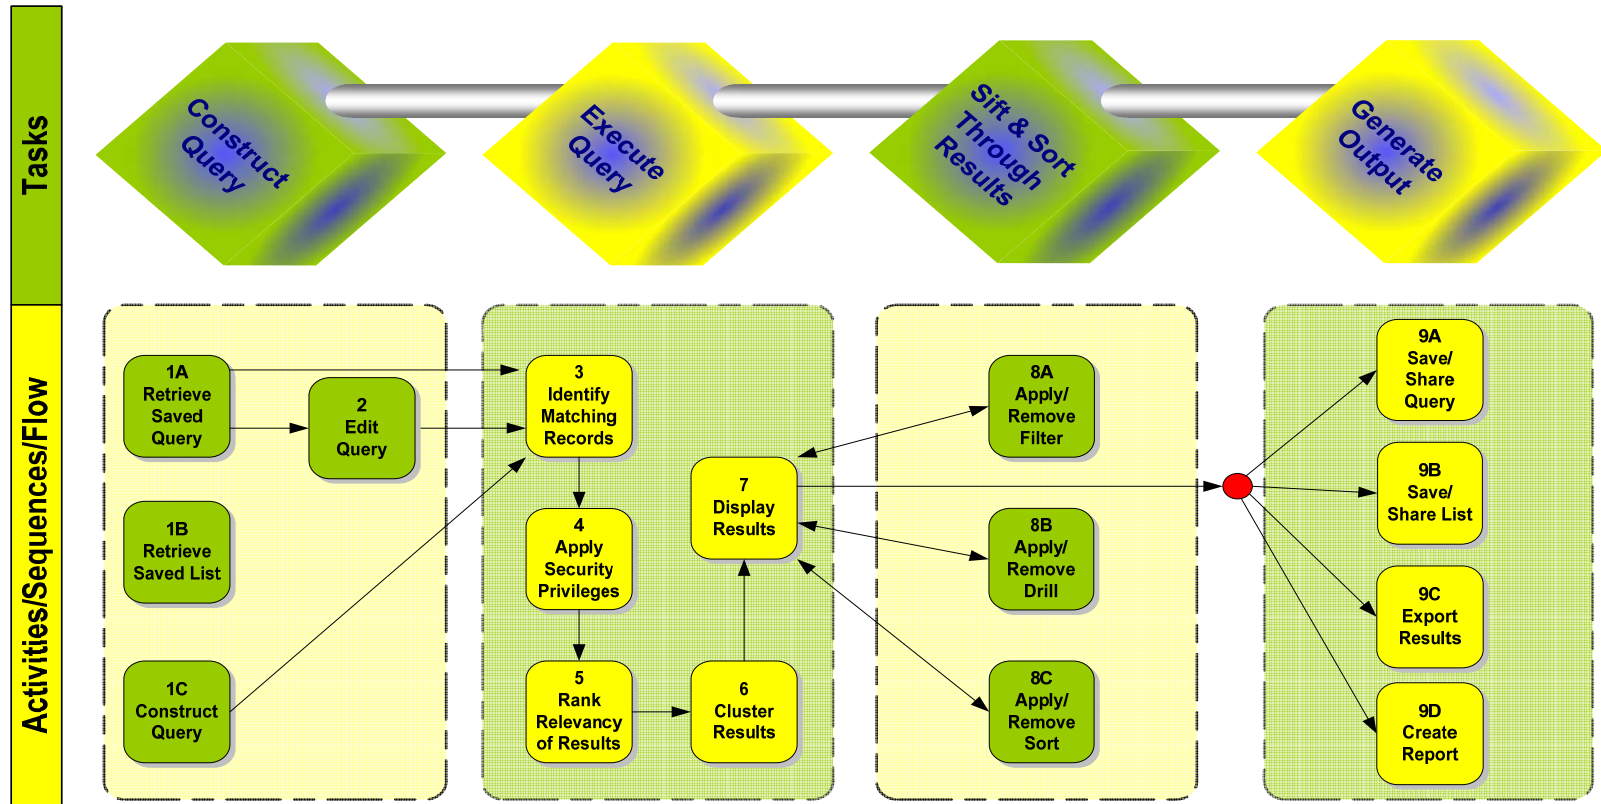 Tasks
Construct
Query
Execute
Query
Sift & Sort
Through
Results
Generate
Output
Activities/Sequences/Flow
1A
Retrieve
Saved
Query
2
Edit
Query
1B
Retrieve
Saved List
1C
Construct
Query
3
Identify
Matching
Records
4
Apply
Security
Privileges
5
Rank
Relevancy
of Results
6
Cluster
Results
7
Display
Results
8A
Apply/
Remove
Filter
8B
Apply/
Remove
Drill
8C
Apply/
Remove
Sort
9A
Save/
Share
Query
9B
Save/
Share List
9C
Export
Results
9D
Create
Report